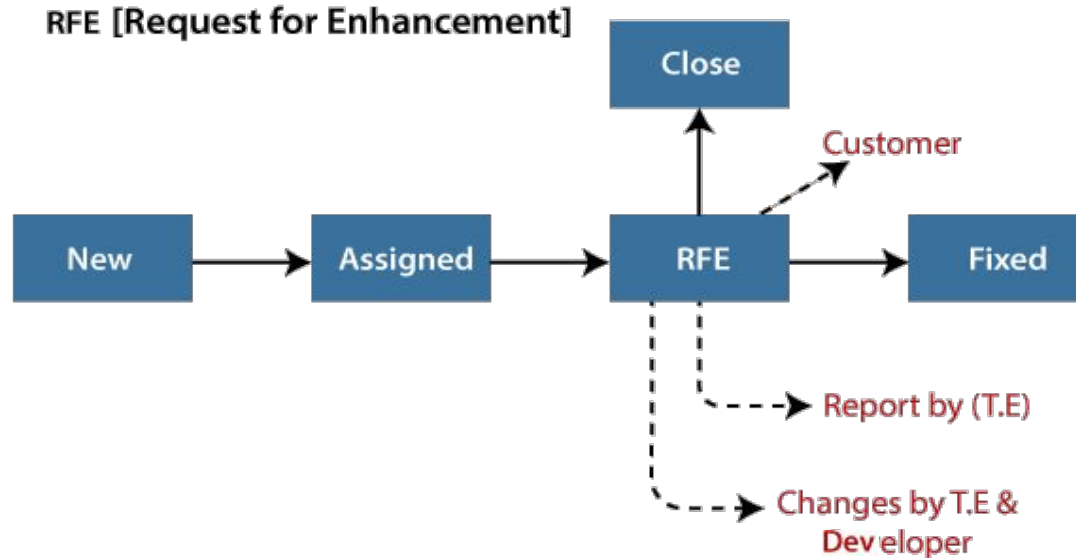 RFE [Request for Enhancement]
Close
Customer
New
Assigned
RFE
Fixed
Report by (T.E)
Changes by T.E &
Developer